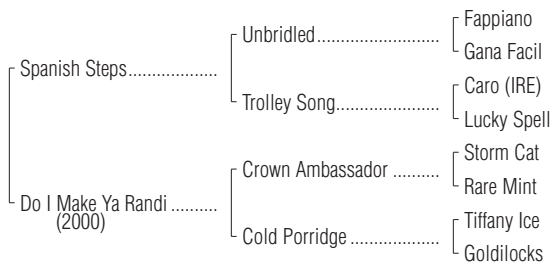 Fappiano
Unbridled
Gana Facil
Spanish Steps
Caro (IRE)
Trolley Song
Lucky Spell
Storm Cat
Crown Ambassador
Rare Mint
Do I Make Ya Randi
(2000)
Tiffany Ice
Cold Porridge
Goldilocks